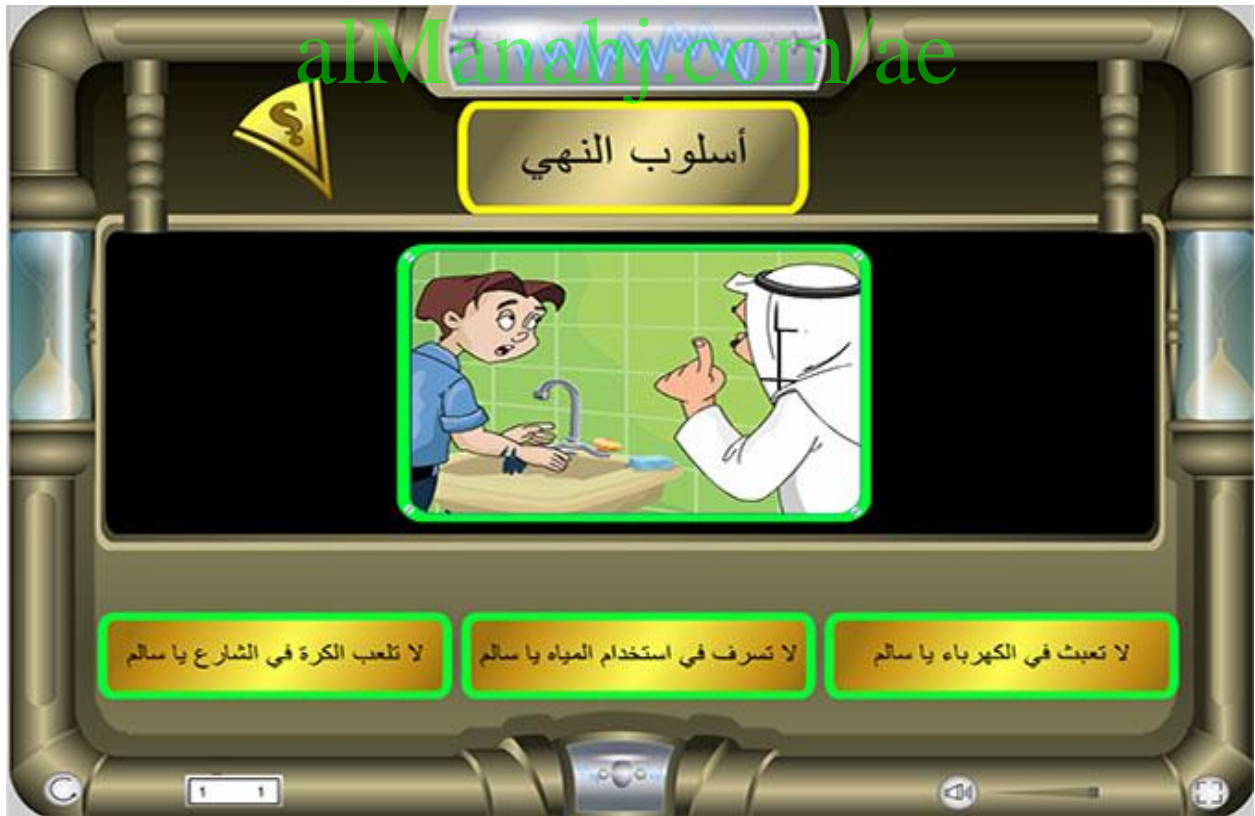 alManahj.com/ae
؟
أسلوب النهي
لا تعبث في الكهرباء يا سالم
لا تسرف في استخدام المياه يا سالم
لا تلعب الكرة في الشارع يا سالم
1 1